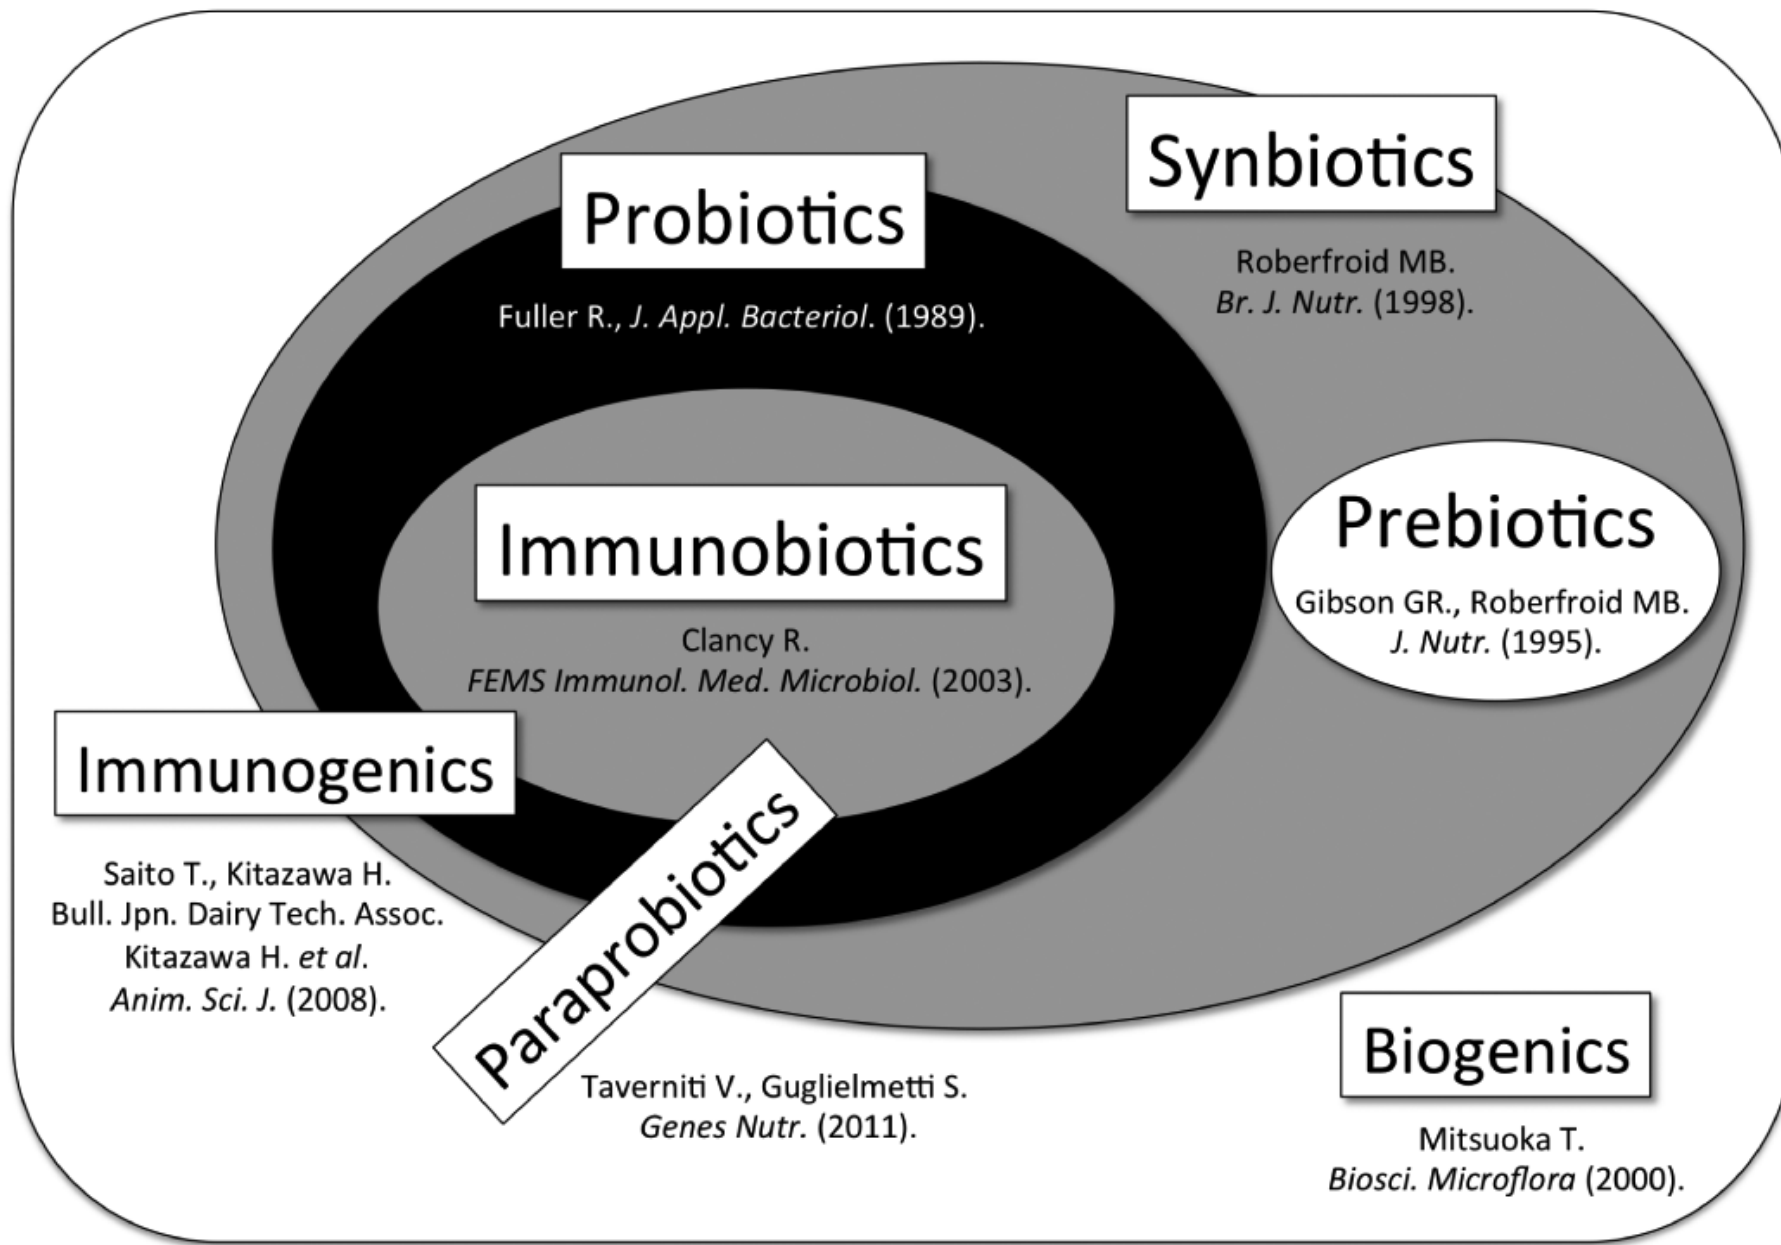 Synbiotics
Roberfroid MB.
Br. J. Nutr. (1998).
Probiotics
Fuller R., J. Appl. Bacteriol. (1989).
Prebiotics
Gibson GR., Roberfroid MB.
J. Nutr. (1995).
Immunobiotics
Clancy R.
FEMS Immunol. Med. Microbiol. (2003).
Immunogenics
Saito T., Kitazawa H.
Bull. Jpn. Dairy Tech. Assoc.
Kitazawa H. et al.
Anim. Sci. J. (2008).
Paraprobiotics
Taverniti V., Guglielmetti S.
Genes Nutr. (2011).
Biogenics
Mitsuoka T.
Biosci. Microflora (2000).